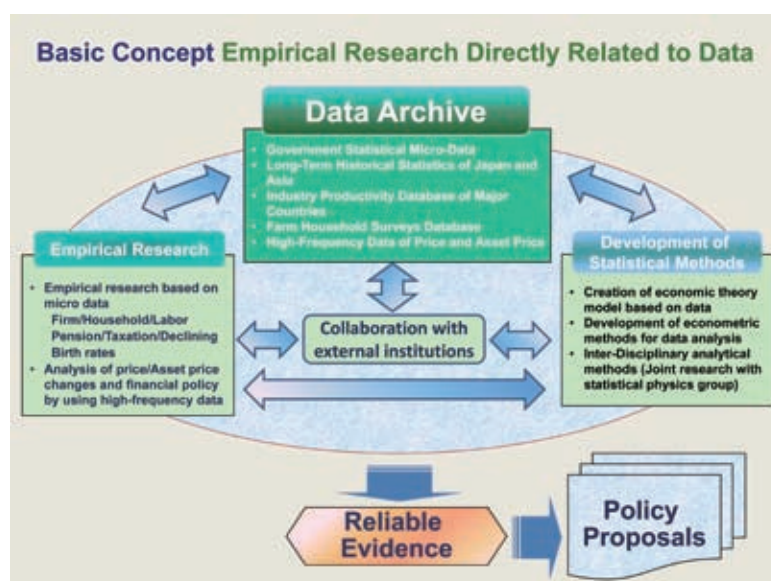 Basic Concept Empirical Research Directly Related to Data
Data Archive
• Government Statistical Micro-Data
• Long-Term Historical Statistics of Japan and
Asia
• Industry Productivity Database of Major
Countries
• Farm Household Surveys Database
• High-Frequency Data of Price and Asset Price
Empirical Research
• Empirical research based on
micro data
Firm/Household/Labor
Pension/Taxation/Declining
Birth rates
• Analysis of price/Asset price
changes and financial policy
by using high-frequency data
Collaboration with
external institutions
Development of
Statistical Methods
• Creation of economic theory
model based on data
• Development of econometric
methods for data analysis
• Inter-Disciplinary analytical
methods (Joint research with
statistical physics group)
Reliable
Evidence
Policy
Proposals